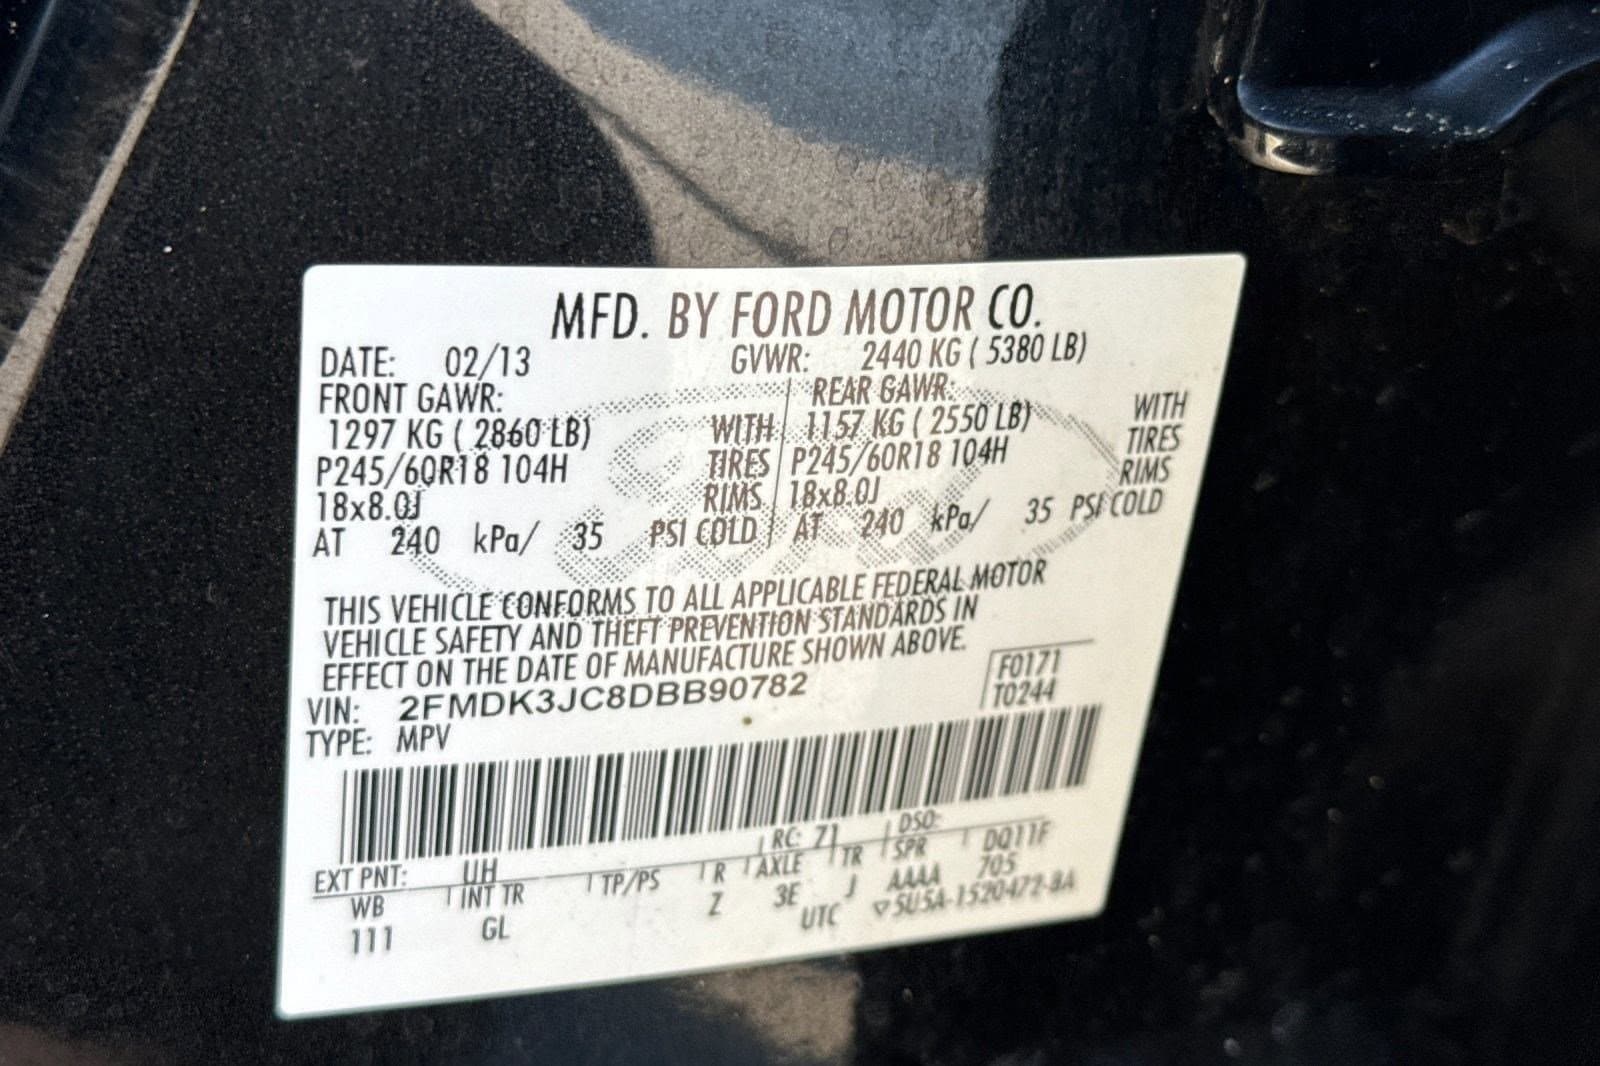 MFD. BY FORD MOTOR CO.
DATE: 02/13 GVWR: 2440 KG ( 5380 LB)
FRONT GAWR: REAR GAWR:
1297 KG ( 2860 LB) WITH 1157 KG ( 2550 LB) WITH
P245/60R18 104H TIRES P245/60R18 104H TIRES
18x8.0J RIMS 18x8.0J RIMS
AT 240 kPa/ 35 PSI COLD AT 240 kPa/ 35 PSI COLD
Ford
THIS VEHICLE CONFORMS TO ALL APPLICABLE FEDERAL MOTOR
VEHICLE SAFETY AND THEFT PREVENTION STANDARDS IN
EFFECT ON THE DATE OF MANUFACTURE SHOWN ABOVE.
VIN: 2FMDK3JC8DBB90782 F0171
TYPE: MPV T0244
EXT PNT: UH RC: 71 DSO: DQ11F
WB INT TR TP/PS R AXLE TR SPR 705
111 GL Z 3E J AAAA
UTC ▽5U5A-1520472-BA